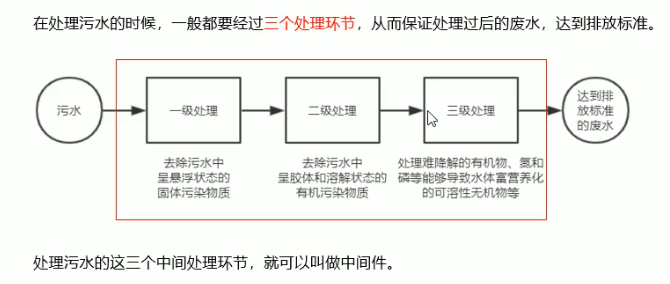 在处理污水的时候，一般都要经过三个处理环节，从而保证处理过后的废水，达到排放标准。
污水
一级处理
二级处理
三级处理
达到排
放标准
的废水
去除污水中
呈悬浮状态的
固体污染物质
去除污水中
呈胶体和溶解状态的
有机污染物质
处理难降解的有机物、氮和
磷等能够导致水体富营养化
的可溶性无机物等
处理污水的这三个中间处理环节，就可以叫做中间件。